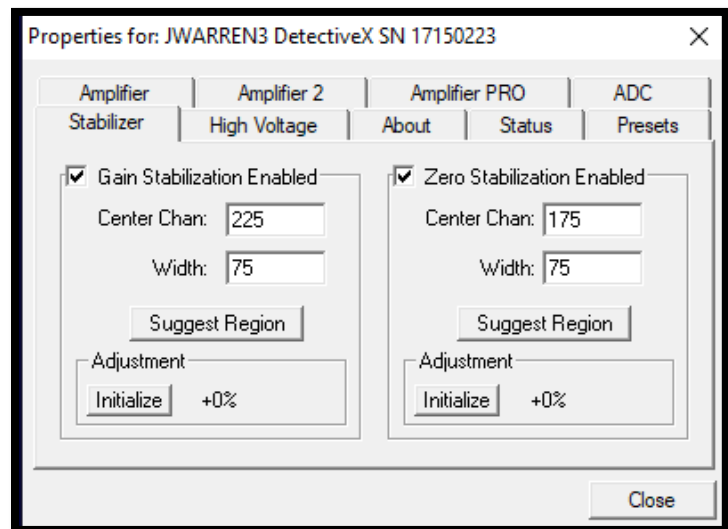 Properties for: JWARREN3 DetectiveX SN 17150223
Amplifier Amplifier 2 Amplifier PRO ADC
Stabilizer High Voltage About Status Presets
Gain Stabilization Enabled
Center Chan: 225
Width: 75
Suggest Region
Adjustment
Initialize +0%
Zero Stabilization Enabled
Center Chan: 175
Width: 75
Suggest Region
Adjustment
Initialize +0%
Close